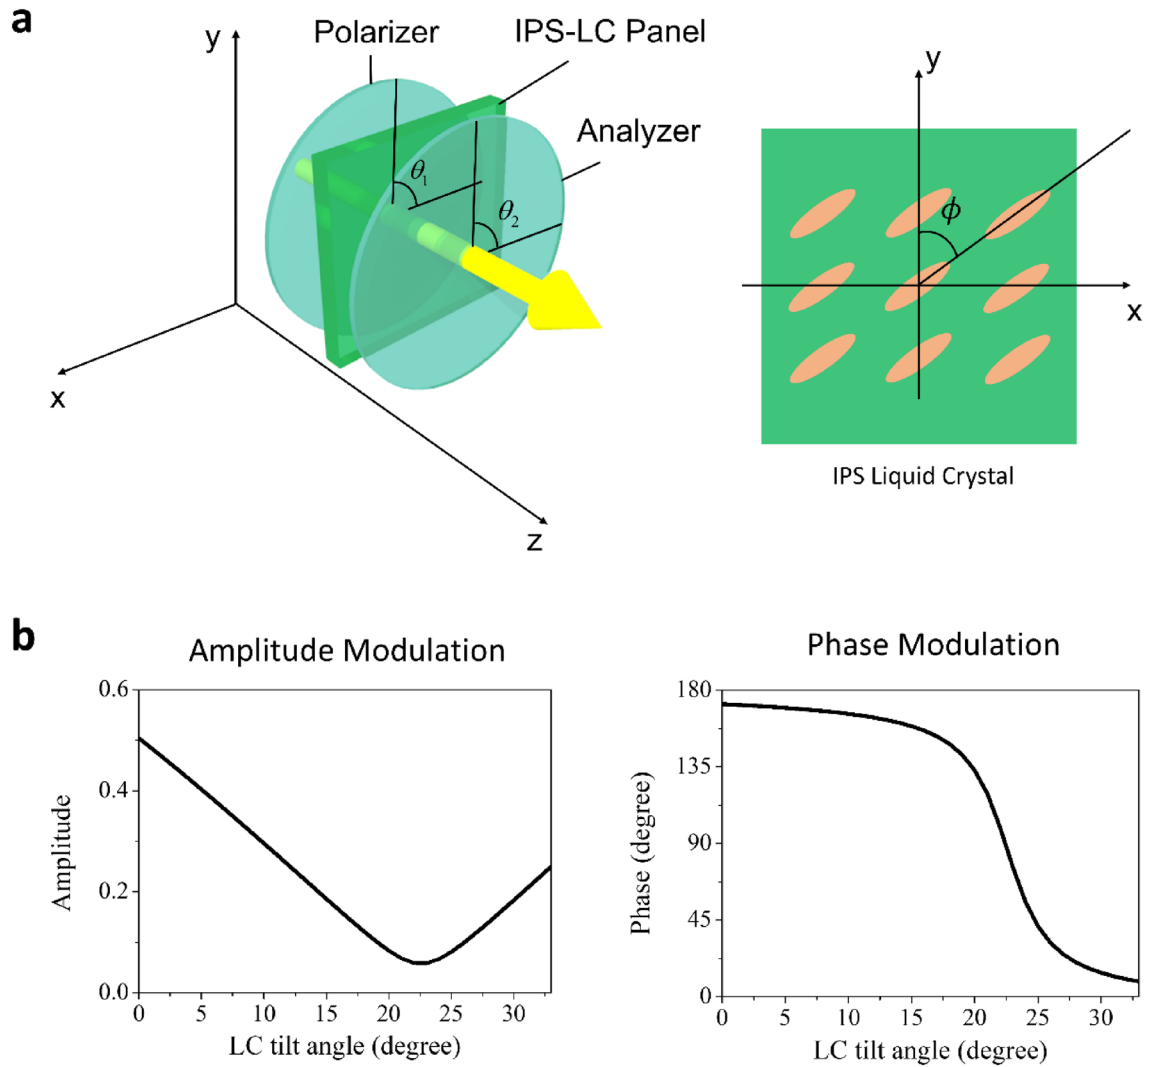 a
y
Polarizer
IPS-LC Panel
Analyzer
θ1
θ2
x
z
y
ϕ
x
IPS Liquid Crystal
b
Amplitude Modulation
0.6
0.4
0.2
0.0
Amplitude
0 5 10 15 20 25 30
LC tilt angle (degree)
Phase Modulation
180
135
90
45
0
Phase (degree)
0 5 10 15 20 25 30
LC tilt angle (degree)